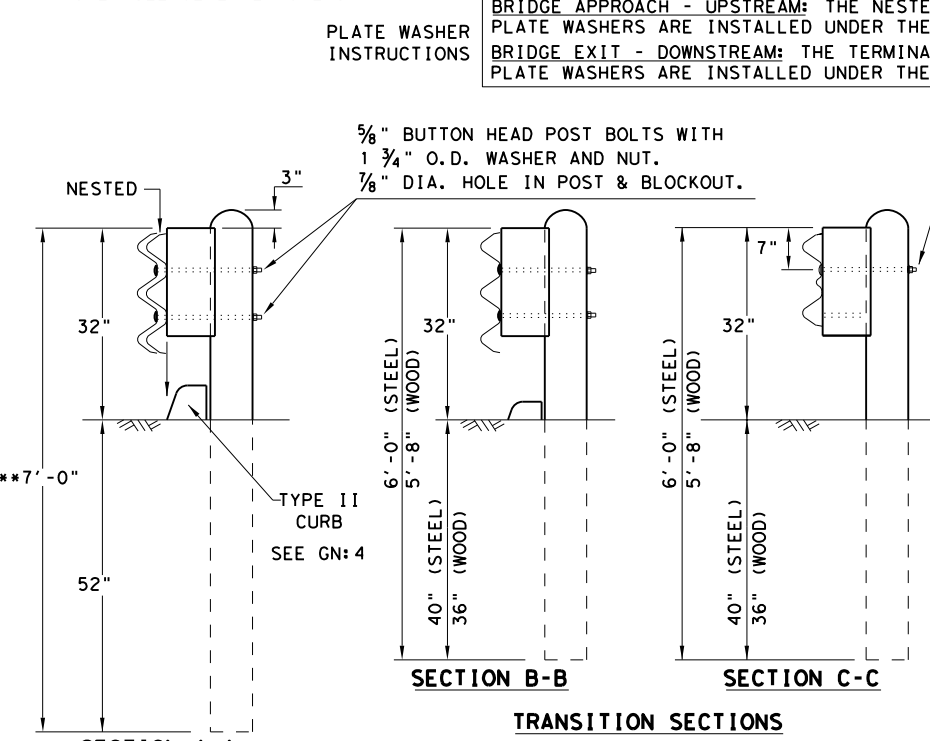 BRIDGE APPROACH - UPSTREAM: THE NESTE
PLATE WASHERS ARE INSTALLED UNDER THE
BRIDGE EXIT - DOWNSTREAM: THE TERMINA
PLATE WASHERS ARE INSTALLED UNDER THE
PLATE WASHER
INSTRUCTIONS
5/8" BUTTON HEAD POST BOLTS WITH
1 3/4" O.D. WASHER AND NUT.
7/8" DIA. HOLE IN POST & BLOCKOUT.
NESTED
3"
32"
**7'-0"
52"
TYPE II
CURB
SEE GN: 4
32"
6'-0" (STEEL)
5'-8" (WOOD)
40" (STEEL)
36" (WOOD)
SECTION B-B
7"
32"
6'-0" (STEEL)
5'-8" (WOOD)
40" (STEEL)
36" (WOOD)
SECTION C-C
TRANSITION SECTIONS